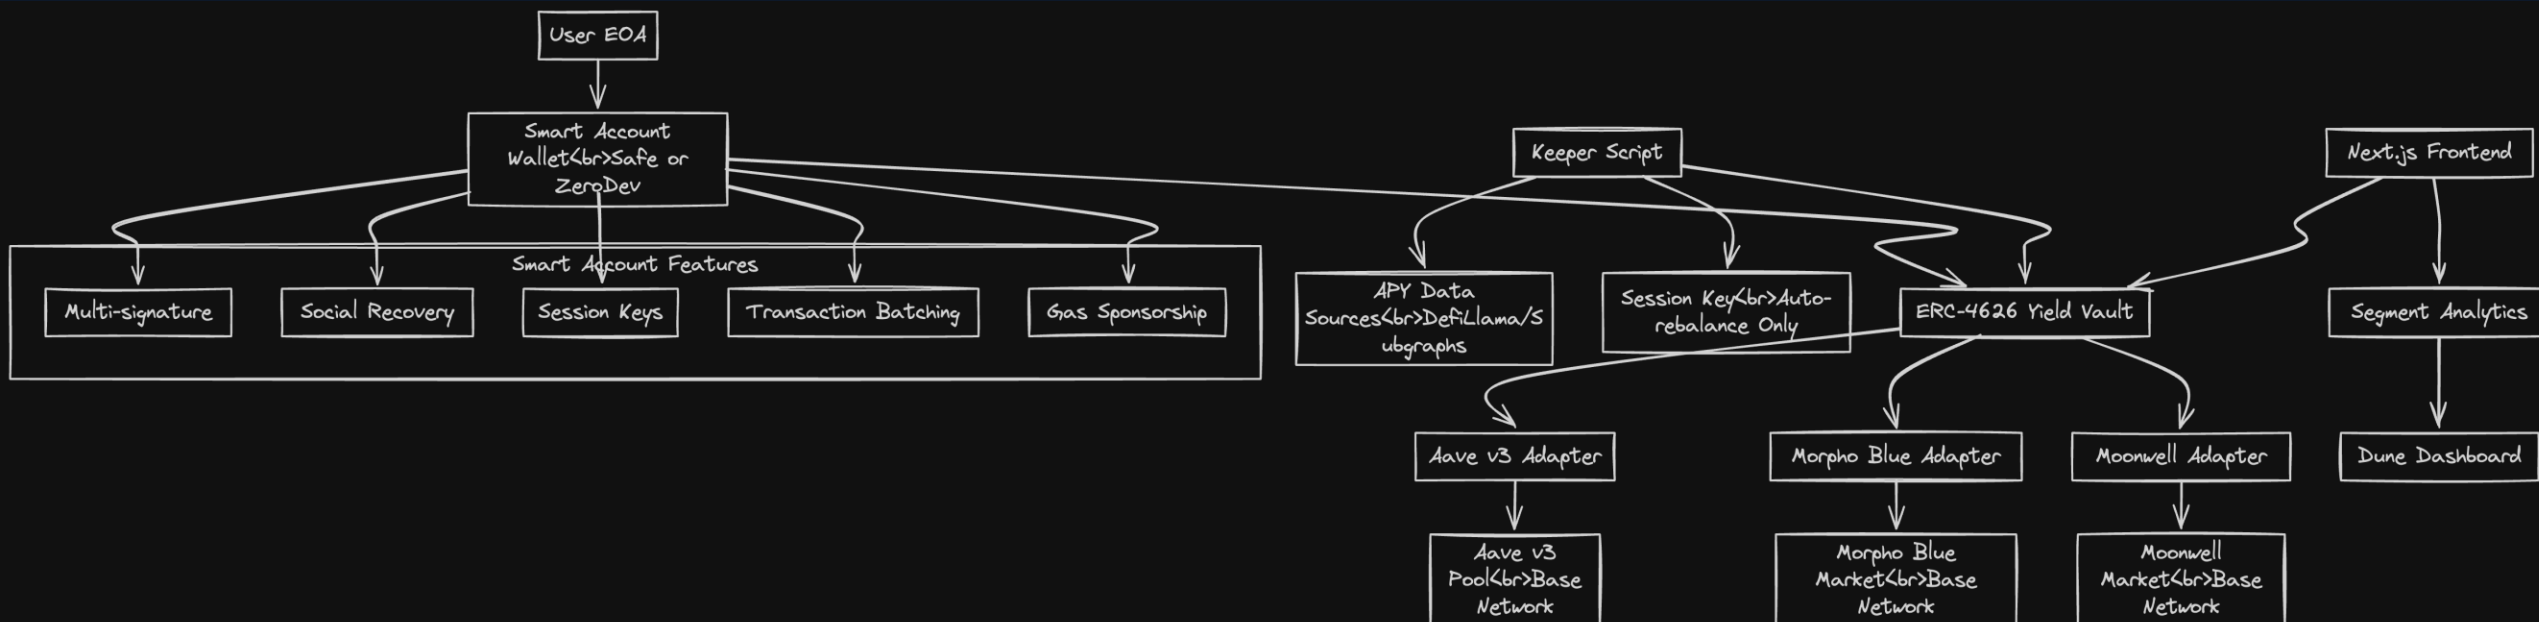 User EOA
Smart Account
Wallet<br>Safe or
ZeroDev
Keeper Script
Next.js Frontend
Smart Account Features
Multi-signature
Social Recovery
Session Keys
Transaction Batching
Gas Sponsorship
APY Data
Sources<br>DefiLlama/S
ubgraphs
Session Key<br>Auto-
rebalance Only
ERC-4626 Yield Vault
Segment Analytics
Aave v3 Adapter
Morpho Blue Adapter
Moonwell Adapter
Dune Dashboard
Aave v3
Pool<br>Base
Network
Morpho Blue
Market<br>Base
Network
Moonwell
Market<br>Base
Network